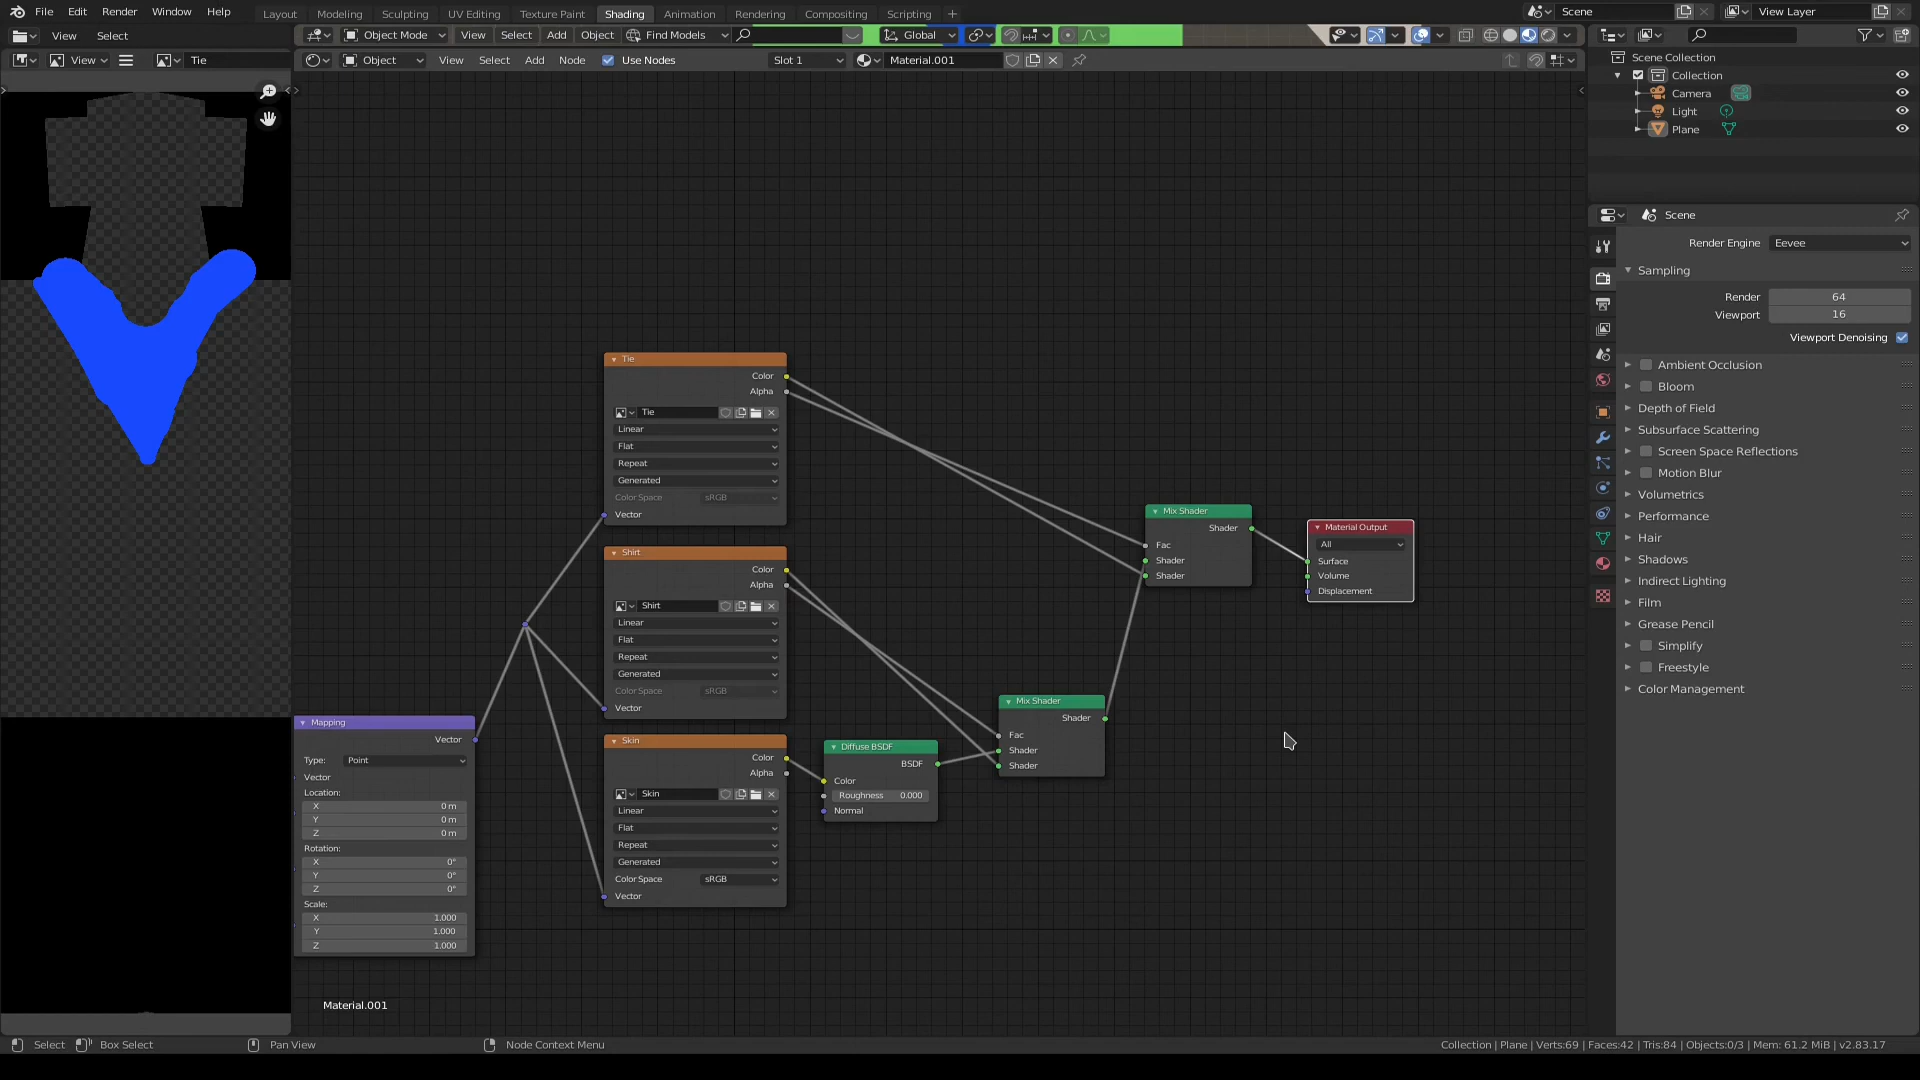 File Edit Render Window Help
Layout Modeling Sculpting UV Editing Texture Paint Shading Animation Rendering Compositing Scripting +
Scene
View Layer
View Select
Object Mode View Select Add Object Find Models
Global
View Tie
Object View Select Add Node Use Nodes Slot 1 Material.001
Scene Collection
Collection
Camera
Light
Plane
Scene
Render Engine Eevee
Sampling
Render 64
Viewport 16
Viewport Denoising
Ambient Occlusion
Bloom
Depth of Field
Subsurface Scattering
Screen Space Reflections
Motion Blur
Volumetrics
Performance
Hair
Shadows
Indirect Lighting
Film
Grease Pencil
Simplify
Freestyle
Color Management
Tie
Color
Alpha
Tie
Linear
Flat
Repeat
Generated
Color Space sRGB
Vector
Shirt
Color
Alpha
Shirt
Linear
Flat
Repeat
Generated
Color Space sRGB
Vector
Skin
Color
Alpha
Skin
Linear
Flat
Repeat
Generated
Color Space sRGB
Vector
Mapping
Vector
Type: Point
Vector
Location:
X 0 m
Y 0 m
Z 0 m
Rotation:
X 0°
Y 0°
Z 0°
Scale:
X 1.000
Y 1.000
Z 1.000
Diffuse BSDF
BSDF
Color
Roughness 0.000
Normal
Mix Shader
Shader
Fac
Shader
Shader
Mix Shader
Shader
Fac
Shader
Shader
Material Output
All
Surface
Volume
Displacement
Material.001
Select Box Select Pan View Node Context Menu
Collection | Plane | Verts:69 | Faces:42 | Tris:84 | Objects:0/3 | Mem: 61.2 MiB | v2.83.17